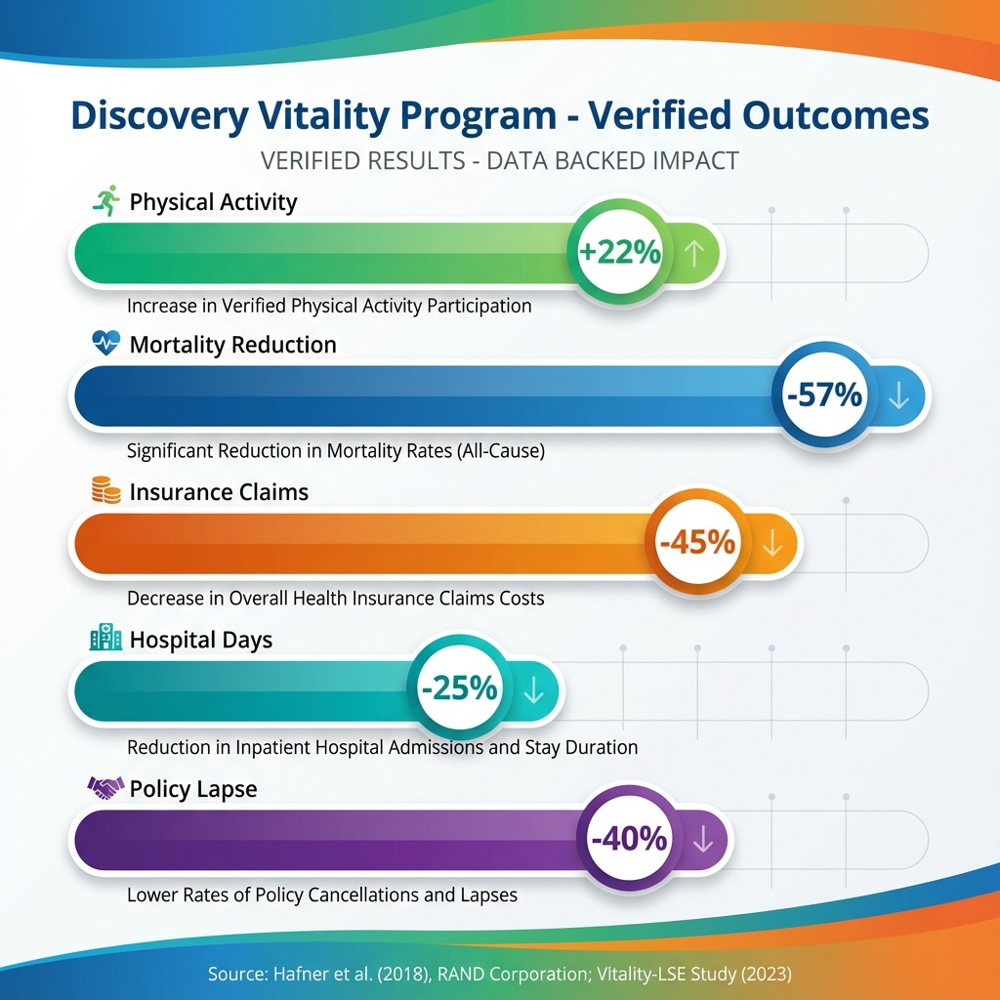 Discovery Vitality Program - Verified Outcomes
VERIFIED RESULTS - DATA BACKED IMPACT
Physical Activity
+22%
Increase in Verified Physical Activity Participation
Mortality Reduction
-57%
Significant Reduction in Mortality Rates (All-Cause)
Insurance Claims
-45%
Decrease in Overall Health Insurance Claims Costs
Hospital Days
-25%
Reduction in Inpatient Hospital Admissions and Stay Duration
Policy Lapse
-40%
Lower Rates of Policy Cancellations and Lapses
Source: Hafner et al. (2018), RAND Corporation; Vitality-LSE Study (2023)